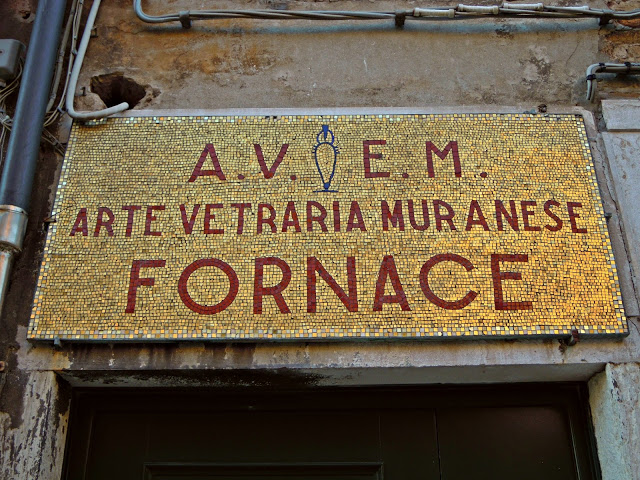 A.V. E.M.
ARTE VETRARIA MURANESE
FORNACE